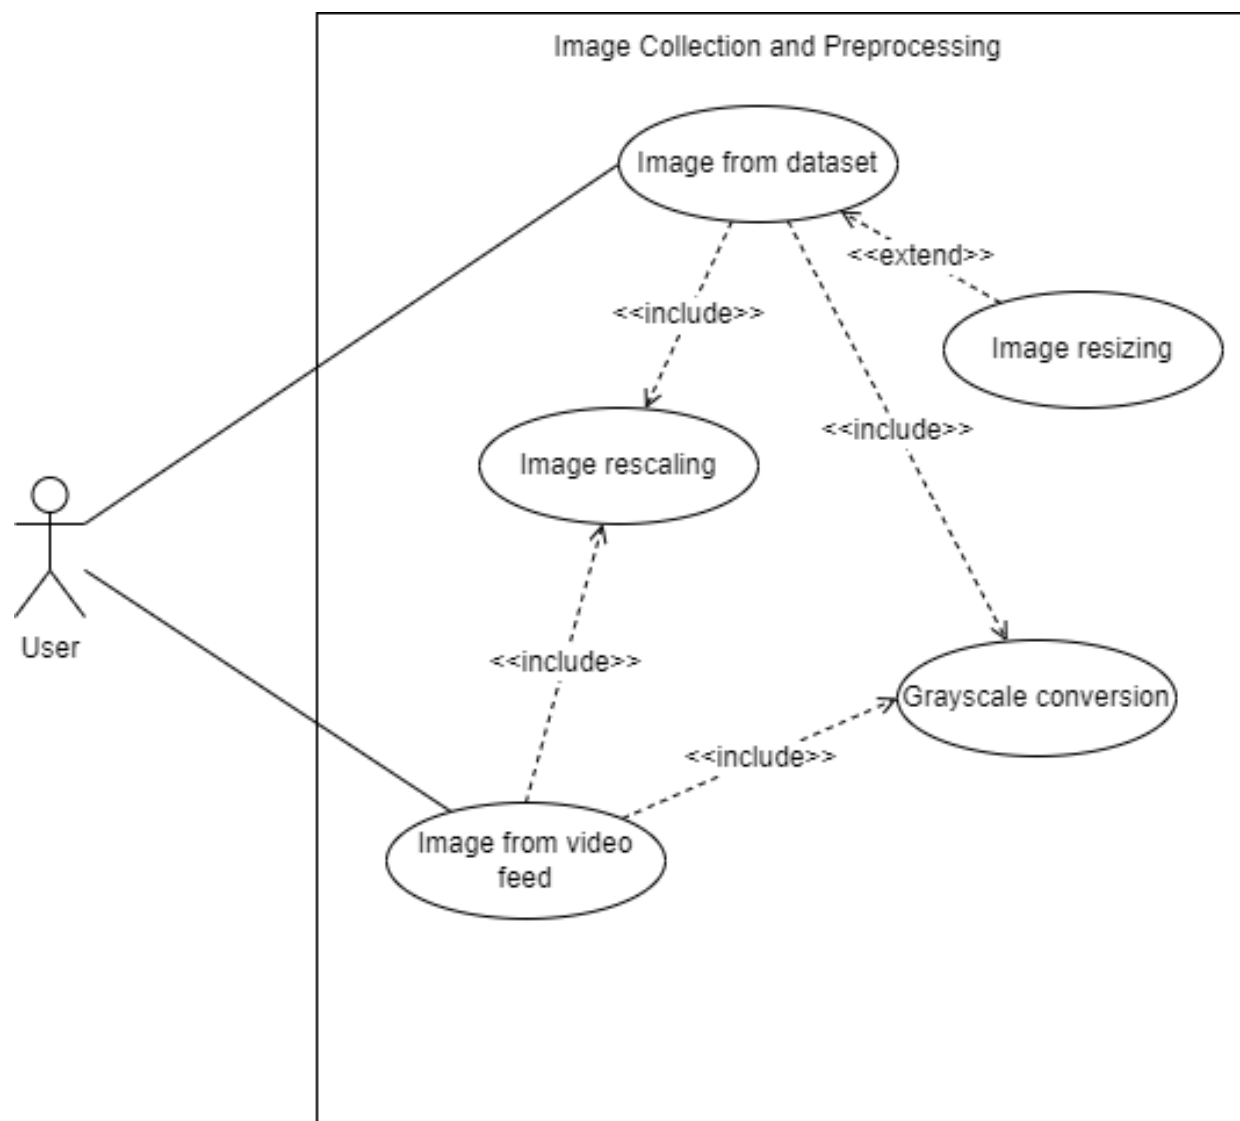 Image Collection and Preprocessing
Image from dataset
<<extend>>
<<include>>
Image resizing
<<include>>
Image rescaling
User
<<include>>
Grayscale conversion
<<include>>
Image from video
feed